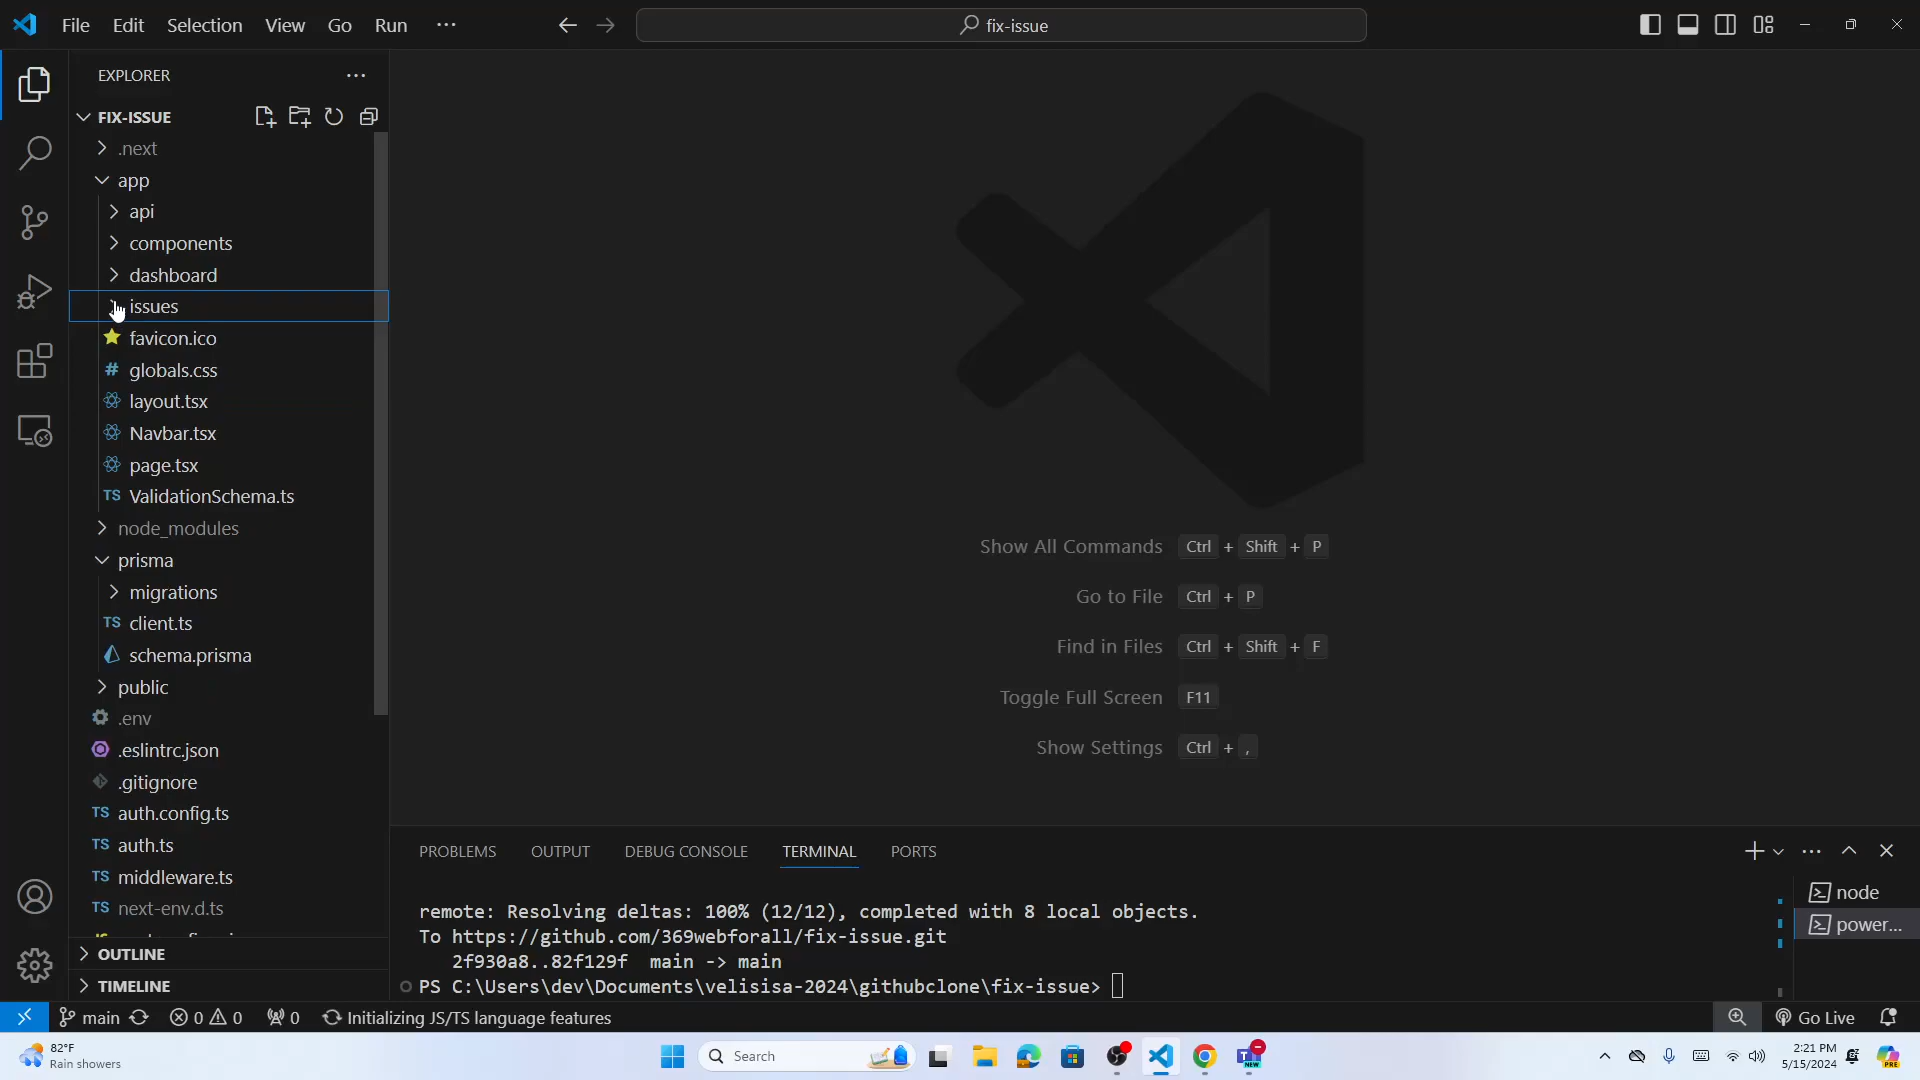 File Edit Selection View Go Run ···
fix-issue
EXPLORER
FIX-ISSUE
.next
app
api
components
dashboard
issues
favicon.ico
# globals.css
layout.tsx
Navbar.tsx
page.tsx
TS ValidationSchema.ts
node_modules
prisma
migrations
TS client.ts
schema.prisma
public
.env
.eslintrc.json
.gitignore
TS auth.config.ts
TS auth.ts
TS middleware.ts
TS next-env.d.ts
OUTLINE
TIMELINE
Show All Commands Ctrl + Shift + P
Go to File Ctrl + P
Find in Files Ctrl + Shift + F
Toggle Full Screen F11
Show Settings Ctrl + ,
PROBLEMS OUTPUT DEBUG CONSOLE TERMINAL PORTS
remote: Resolving deltas: 100% (12/12), completed with 8 local objects.
To https://github.com/369webforall/fix-issue.git
2f930a8..82f129f main -> main
PS C:\Users\dev\Documents\velisisa-2024\githubclone\fix-issue>
node
power...
main 0 0 0 Initializing JS/TS language features Go Live
82°F
Rain showers
Search
NEW
2:21 PM
5/15/2024
PRE